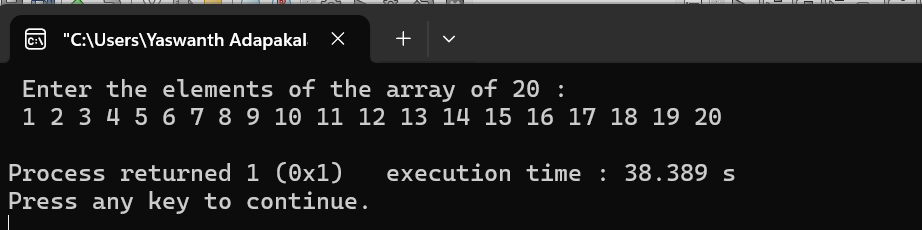 "C:\Users\Yaswanth Adapakal
Enter the elements of the array of 20 :
1 2 3 4 5 6 7 8 9 10 11 12 13 14 15 16 17 18 19 20
Process returned 1 (0x1)   execution time : 38.389 s
Press any key to continue.